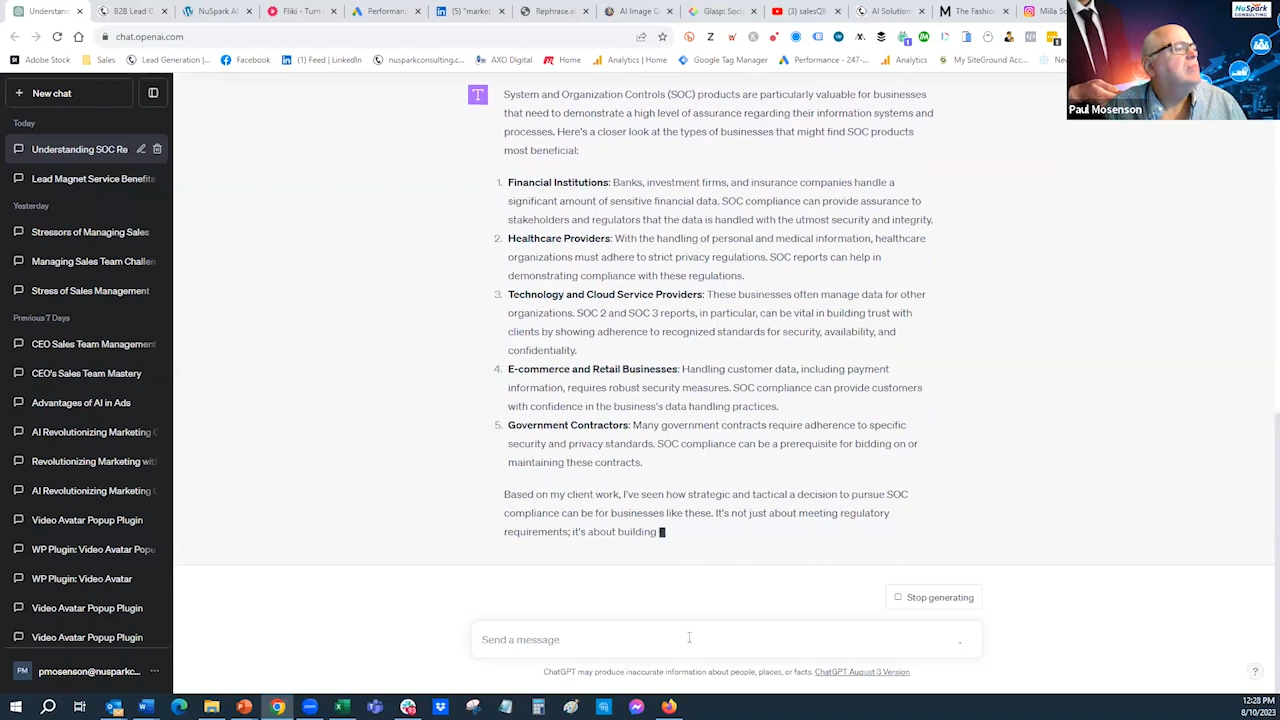 Understand
B2B Lead G
WordPress
Fliki - Turn
Performanc
(5) "market
Rephrase.ai
AI Image G
Glasp: Soci
(3) salesQB
AI Solution
The Fashion
Milla S
NuSpark
CONSULTING
chat.openai.com
Adobe Stock
Sales
Lead Generation |
Facebook
(1) Feed | LinkedIn
nusparkconsulting.c
AXO Digital
Home
Analytics | Home
Google Tag Manager
Performance - 247-
Analytics
My SiteGround Acc
Paul Mosenson
New chat
Today
Understanding SOC Re
Lead Magnet Service Benefits
Yesterday
Stressors of Managing Sales
Managing Sales Team Challen
Stress of Sales Management
Previous 7 Days
CEO Sales Team Management
CEO's Sales Team Mastery
Advantages of AI in Ads
AI Revolutionizing Marketing
Revolutionizing Marketing wit
AI Revolutionizing Marketing
Video Avatar Popup Plugin
WP Plugin: Video Avatar Popu
WP Plugin: Video Avatar
Video Avatar Popup Plugin
Video Avatar Popup Plugin
PM
pmosenson@nusparkmar
T
System and Organization Controls (SOC) products are particularly valuable for businesses
that need to demonstrate a high level of assurance regarding their information systems and
processes. Here's a closer look at the types of businesses that might find SOC products
most beneficial:
1. Financial Institutions: Banks, investment firms, and insurance companies handle a
significant amount of sensitive financial data. SOC compliance can provide assurance to
stakeholders and regulators that the data is handled with the utmost security and integrity.
2. Healthcare Providers: With the handling of personal and medical information, healthcare
organizations must adhere to strict privacy regulations. SOC reports can help in
demonstrating compliance with these regulations.
3. Technology and Cloud Service Providers: These businesses often manage data for other
organizations. SOC 2 and SOC 3 reports, in particular, can be vital in building trust with
clients by showing adherence to recognized standards for security, availability, and
confidentiality.
4. E-commerce and Retail Businesses: Handling customer data, including payment
information, requires robust security measures. SOC compliance can provide customers
with confidence in the business's data handling practices.
5. Government Contractors: Many government contracts require adherence to specific
security and privacy standards. SOC compliance can be a prerequisite for bidding on or
maintaining these contracts.
Based on my client work, I've seen how strategic and tactical a decision to pursue SOC
compliance can be for businesses like these. It's not just about meeting regulatory
requirements; it's about building
Stop generating
Send a message
ChatGPT may produce inaccurate information about people, places, or facts. ChatGPT August 3 Version
?
12:28 PM
8/10/2023